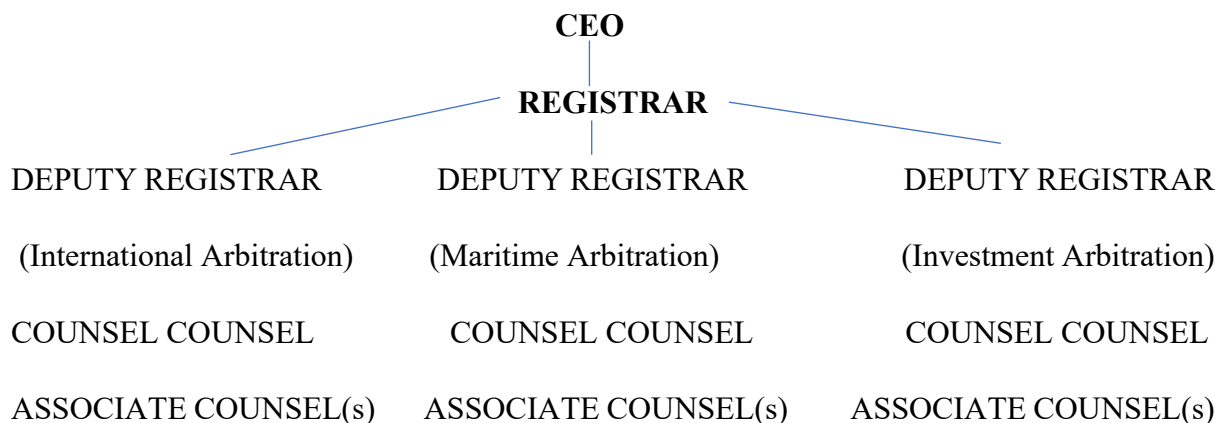 CEO
REGISTRAR
DEPUTY REGISTRAR DEPUTY REGISTRAR DEPUTY REGISTRAR
(International Arbitration) (Maritime Arbitration) (Investment Arbitration)
COUNSEL COUNSEL COUNSEL COUNSEL COUNSEL COUNSEL
ASSOCIATE COUNSEL(s) ASSOCIATE COUNSEL(s) ASSOCIATE COUNSEL(s)